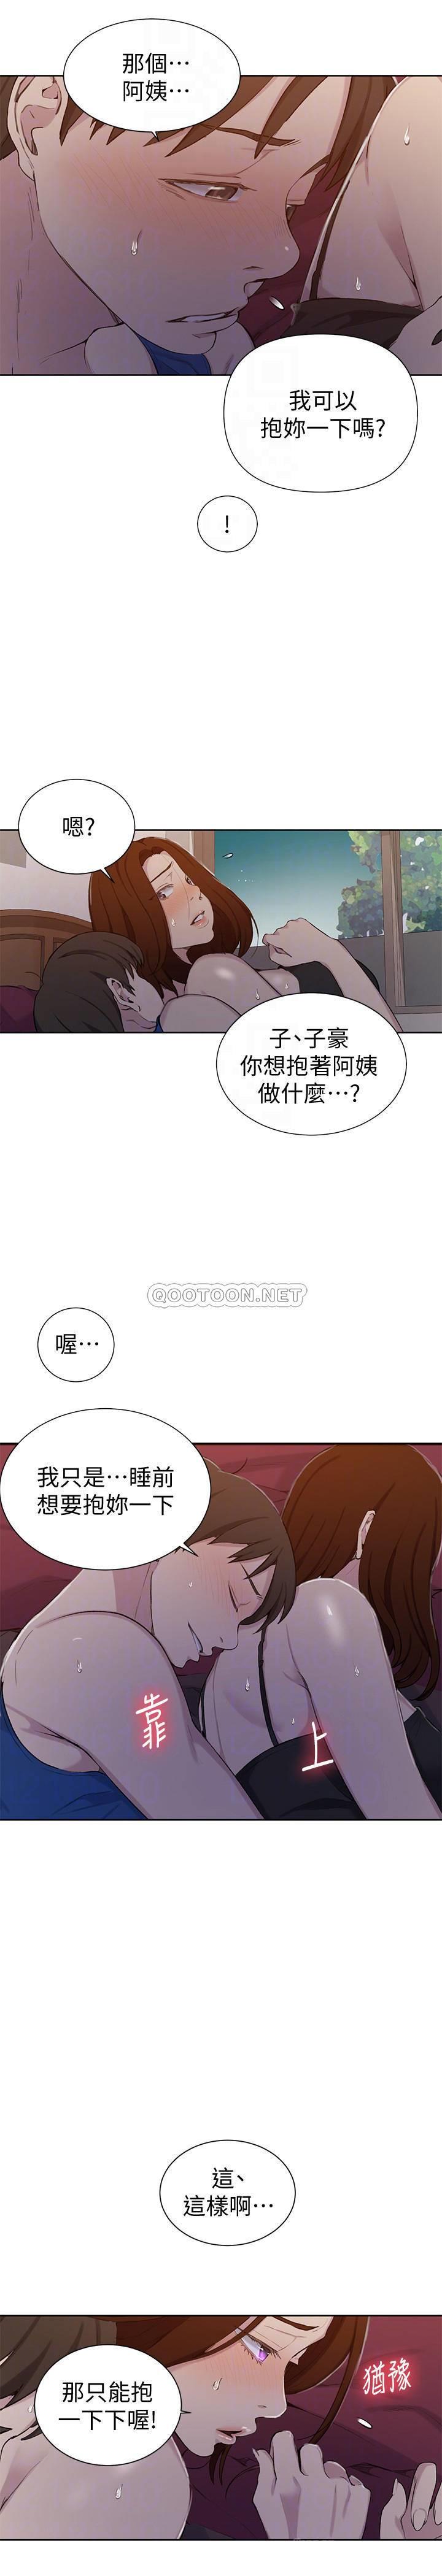 那個⋯
阿姨⋯
我可以
抱妳一下嗎?
!
嗯?
子、子豪
你想抱著阿姨
做什麼⋯?
QOOTOON.NET
喔⋯
我只是⋯睡前
想要抱妳一下
靠
上
這、
這樣啊⋯
猶豫
那只能抱
一下下喔!